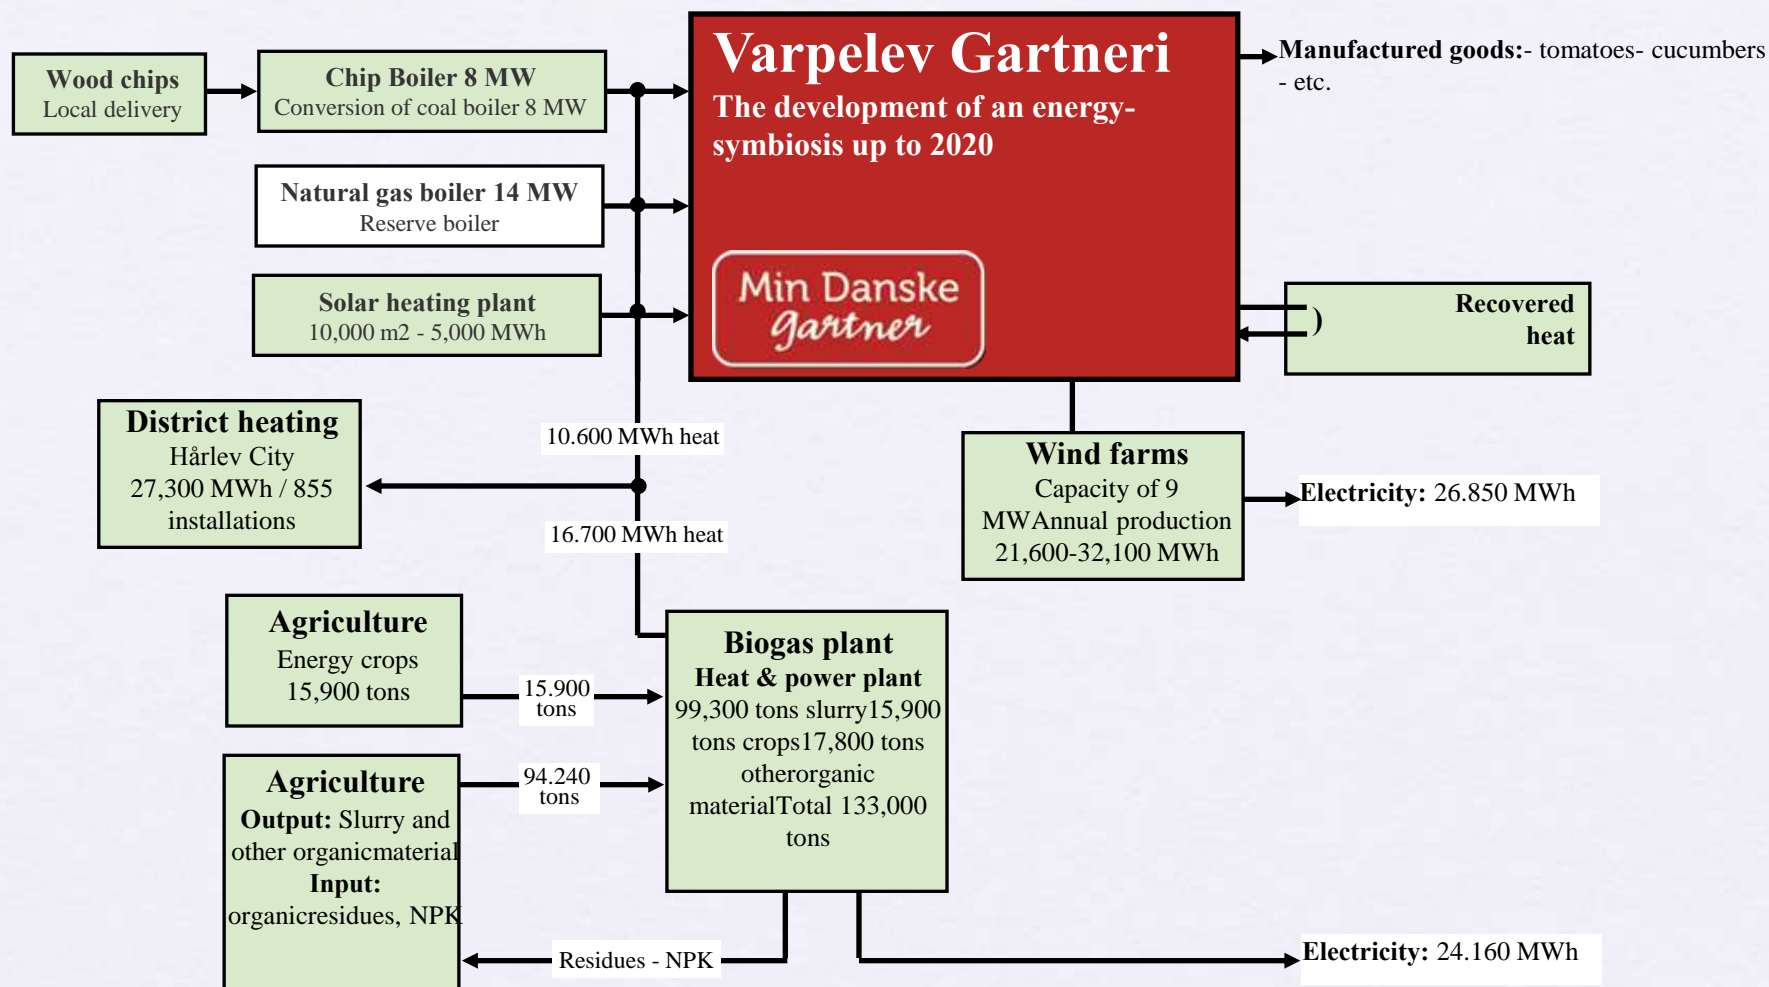 Wood chips
Local delivery
Chip Boiler 8 MW
Conversion of coal boiler 8 MW
Natural gas boiler 14 MW
Reserve boiler
Solar heating plant
10,000 m2 - 5,000 MWh
Varpelev Gartneri
The development of an energy-
symbiosis up to 2020
Min Danske
Gartner
Manufactured goods:- tomatoes- cucumbers
- etc.
)
Recovered
heat
District heating
Hårlev City
27,300 MWh / 855
installations
10.600 MWh heat
16.700 MWh heat
Wind farms
Capacity of 9
MWAnnual production
21,600-32,100 MWh
Electricity: 26.850 MWh
Agriculture
Energy crops
15,900 tons
15.900
tons
Agriculture
Output: Slurry and
other organicmaterial
Input:
organicresidues, NPK
94.240
tons
Biogas plant
Heat & power plant
99,300 tons slurry15,900
tons crops17,800 tons
otherorganic
materialTotal 133,000
tons
Residues - NPK
Electricity: 24.160 MWh